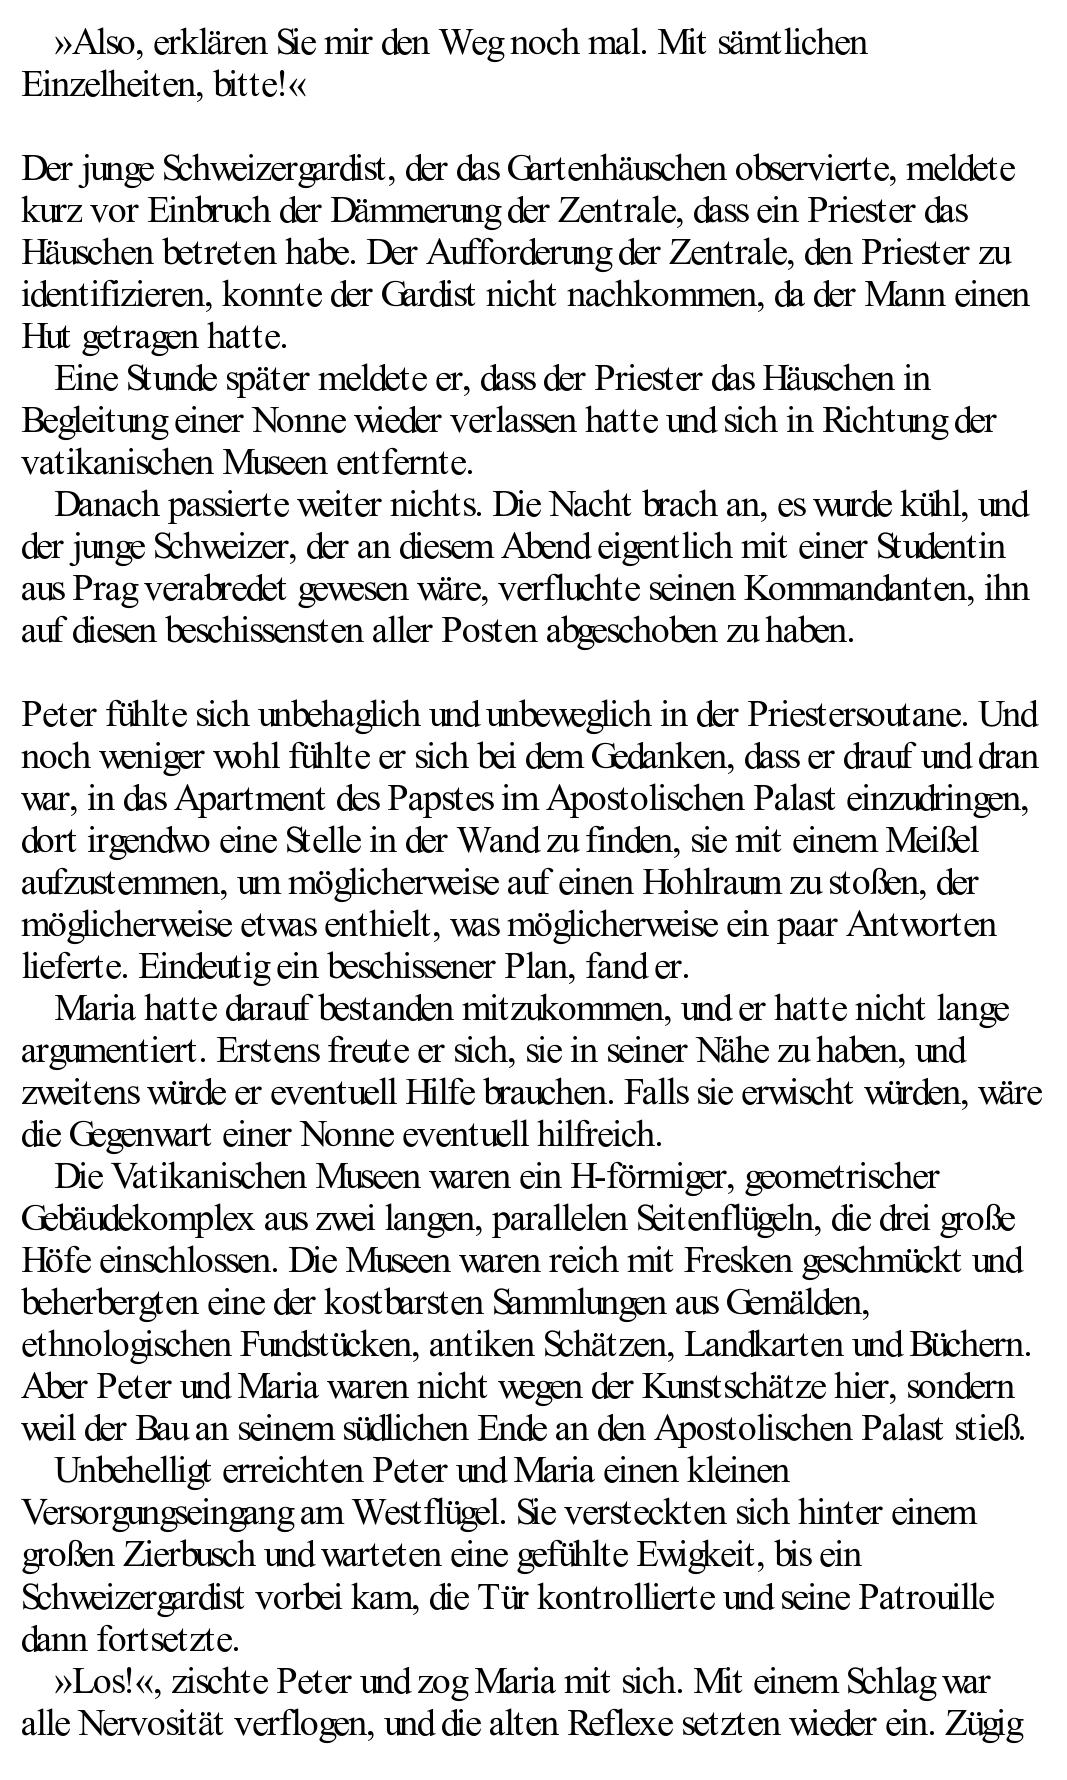 »Also, erklären Sie mir den Weg noch mal. Mit sämtlichen
Einzelheiten, bitte!«
Der junge Schweizergardist, der das Gartenhäuschen observierte, meldete
kurz vor Einbruch der Dämmerung der Zentrale, dass ein Priester das
Häuschen betreten habe. Der Aufforderung der Zentrale, den Priester zu
identifizieren, konnte der Gardist nicht nachkommen, da der Mann einen
Hut getragen hatte.
Eine Stunde später meldete er, dass der Priester das Häuschen in
Begleitung einer Nonne wieder verlassen hatte und sich in Richtung der
vatikanischen Museen entfernte.
Danach passierte weiter nichts. Die Nacht brach an, es wurde kühl, und
der junge Schweizer, der an diesem Abend eigentlich mit einer Studentin
aus Prag verabredet gewesen wäre, verfluchte seinen Kommandanten, ihn
auf diesen beschissensten aller Posten abgeschoben zu haben.
Peter fühlte sich unbehaglich und unbeweglich in der Priestersoutane. Und
noch weniger wohl fühlte er sich bei dem Gedanken, dass er drauf und dran
war, in das Apartment des Papstes im Apostolischen Palast einzudringen,
dort irgendwo eine Stelle in der Wand zu finden, sie mit einem Meißel
aufzustemmen, um möglicherweise auf einen Hohlraum zu stoßen, der
möglicherweise etwas enthielt, was möglicherweise ein paar Antworten
lieferte. Eindeutig ein beschissener Plan, fand er.
Maria hatte darauf bestanden mitzukommen, und er hatte nicht lange
argumentiert. Erstens freute er sich, sie in seiner Nähe zu haben, und
zweitens würde er eventuell Hilfe brauchen. Falls sie erwischt würden, wäre
die Gegenwart einer Nonne eventuell hilfreich.
Die Vatikanischen Museen waren ein H-förmiger, geometrischer
Gebäudekomplex aus zwei langen, parallelen Seitenflügeln, die drei große
Höfe einschlossen. Die Museen waren reich mit Fresken geschmückt und
beherbergten eine der kostbarsten Sammlungen aus Gemälden,
ethnologischen Fundstücken, antiken Schätzen, Landkarten und Büchern.
Aber Peter und Maria waren nicht wegen der Kunstschätze hier, sondern
weil der Bau an seinem südlichen Ende an den Apostolischen Palast stieß.
Unbehelligt erreichten Peter und Maria einen kleinen
Versorgungseingang am Westflügel. Sie versteckten sich hinter einem
großen Zierbusch und warteten eine gefühlte Ewigkeit, bis ein
Schweizergardist vorbei kam, die Tür kontrollierte und seine Patrouille
dann fortsetzte.
»Los!«, zischte Peter und zog Maria mit sich. Mit einem Schlag war
alle Nervosität verflogen, und die alten Reflexe setzten wieder ein. Zügig